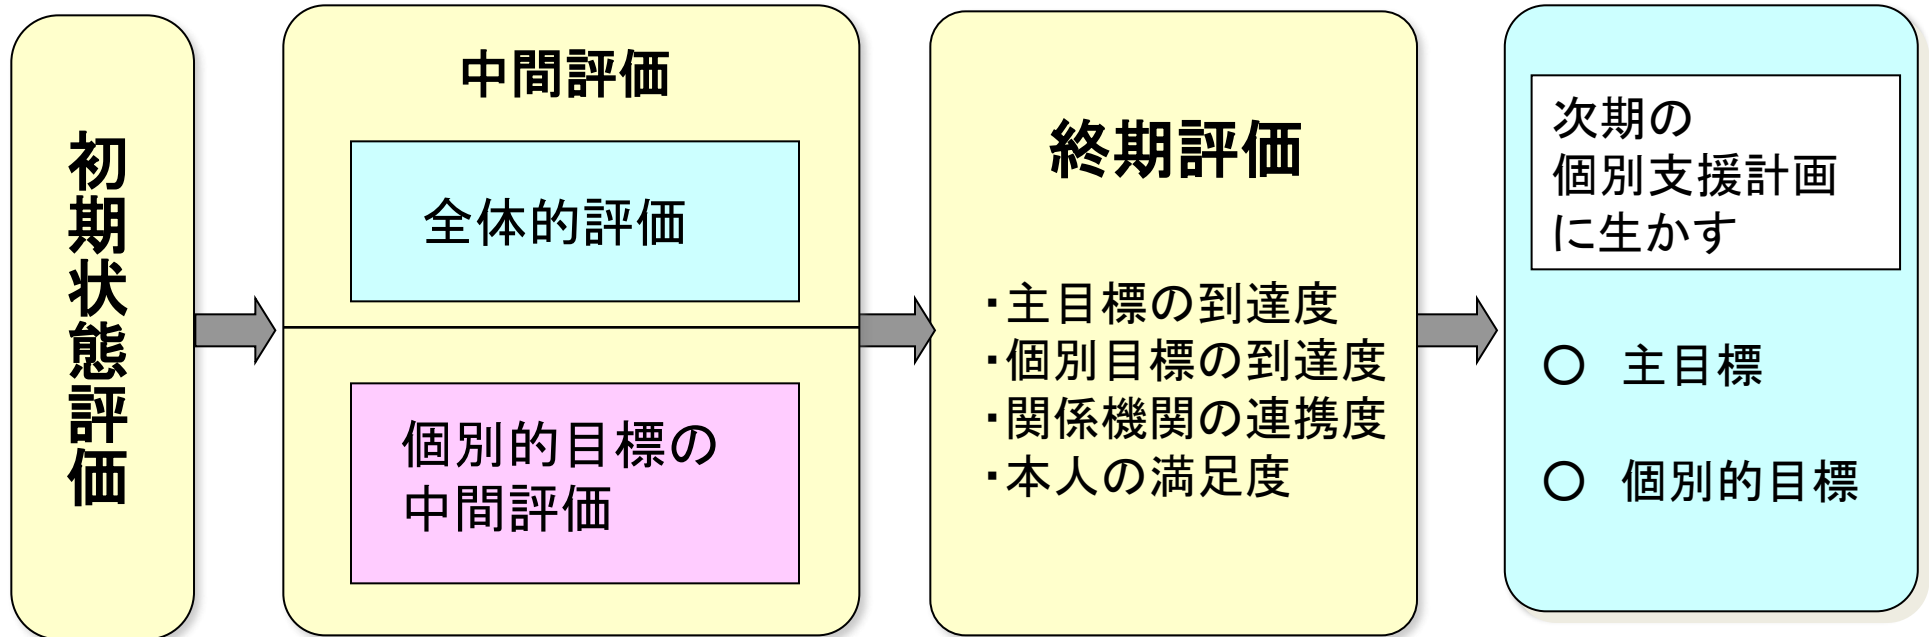 初期状態評価
中間評価
全体的評価
個別的目標の
中間評価
終期評価
・主目標の到達度
・個別目標の到達度
・関係機関の連携度
・本人の満足度
次期の
個別支援計画
に生かす
○　主目標
○　個別的目標